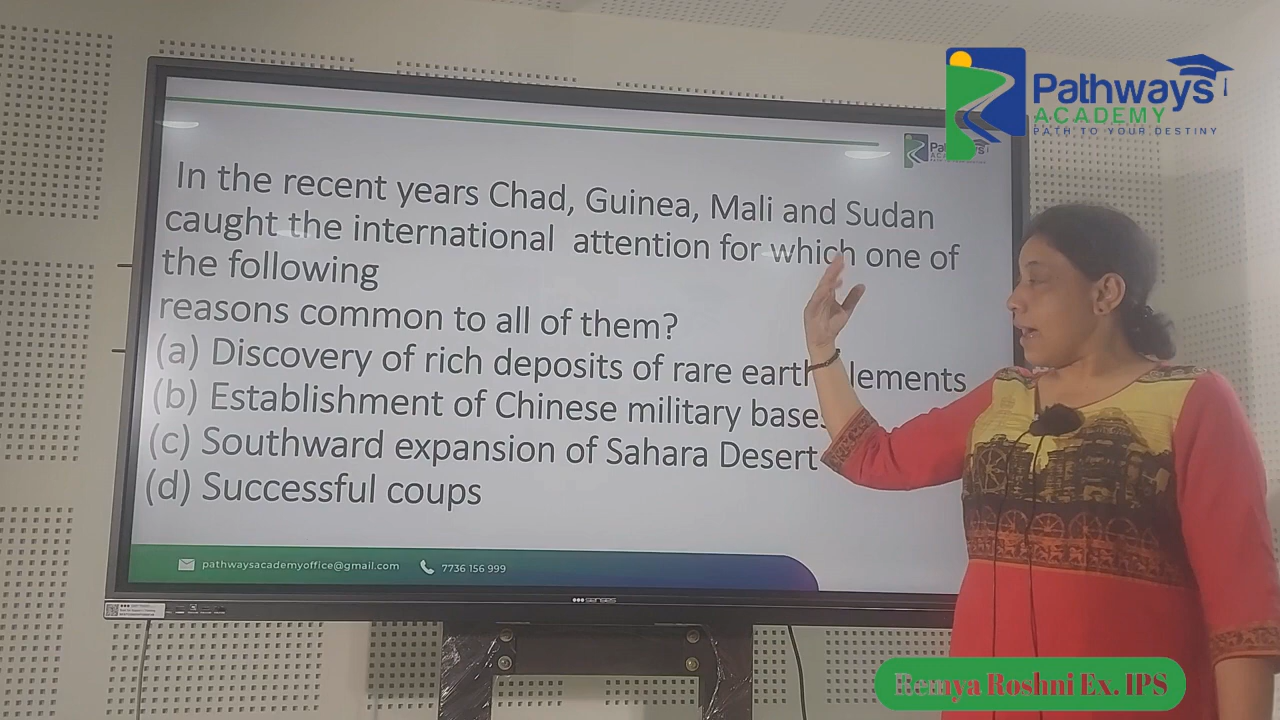 Pathways
ACADEMY
PATH TO YOUR DESTINY
In the recent years Chad, Guinea, Mali and Sudan
caught the international attention for which one of
the following
reasons common to all of them?
(a) Discovery of rich deposits of rare earth lements
(b) Establishment of Chinese military bases
(c) Southward expansion of Sahara Desert
(d) Successful coups
pathwaysacademyoffice@gmail.com 7736 156 999
Remya Roshni Ex. IPS